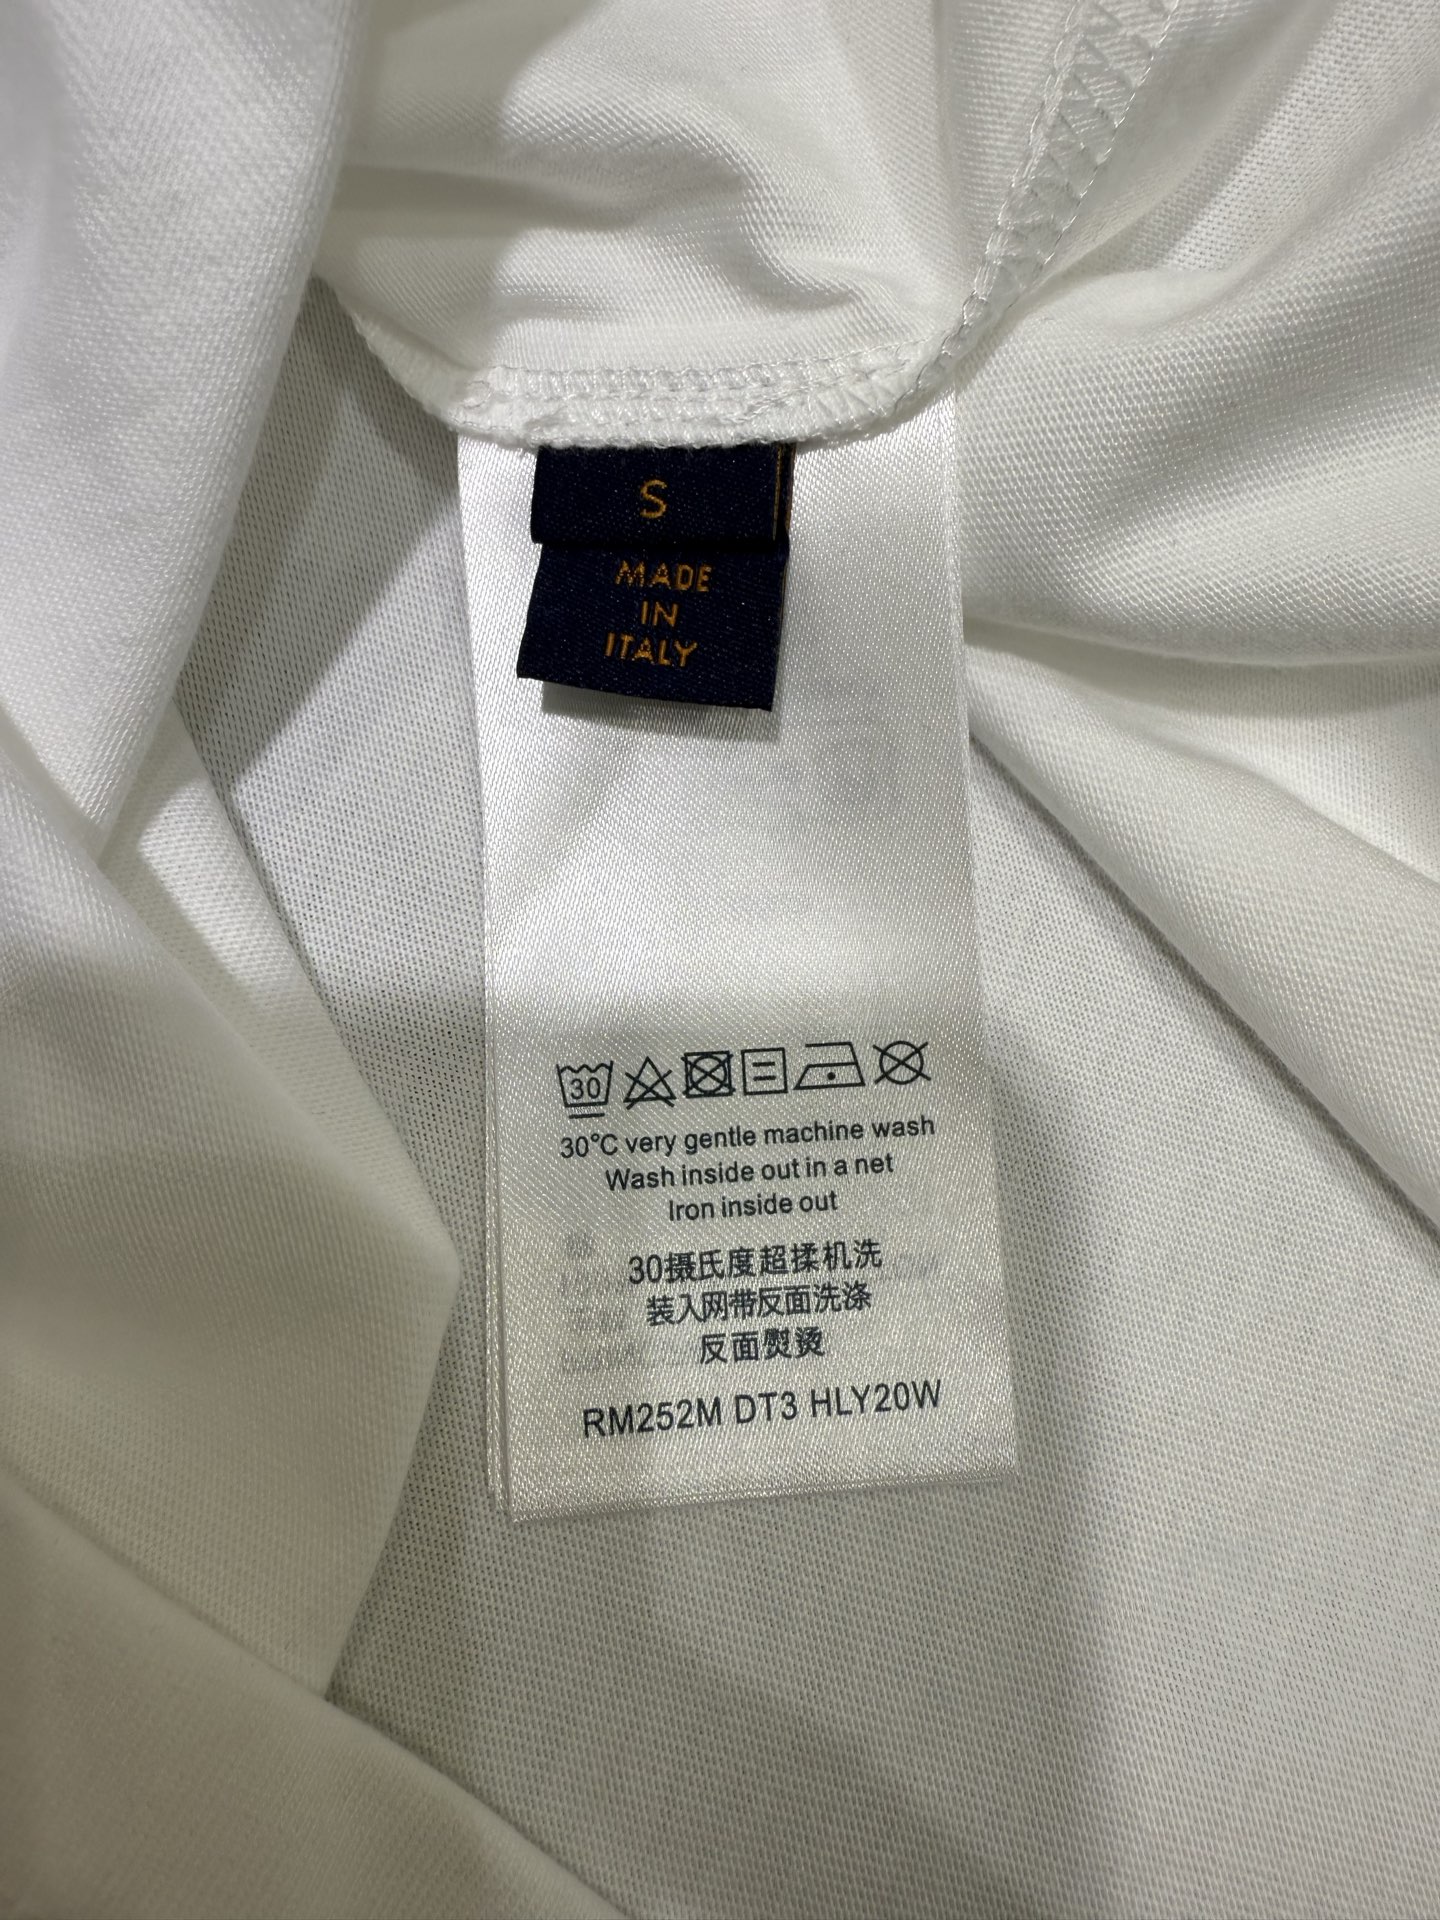 S
MADE
IN
ITALY
30
30°C very gentle machine wash
Wash inside out in a net
Iron inside out
30摄氏度超揉机洗
装入网带反面洗涤
反面熨烫
RM252M DT3 HLY20W